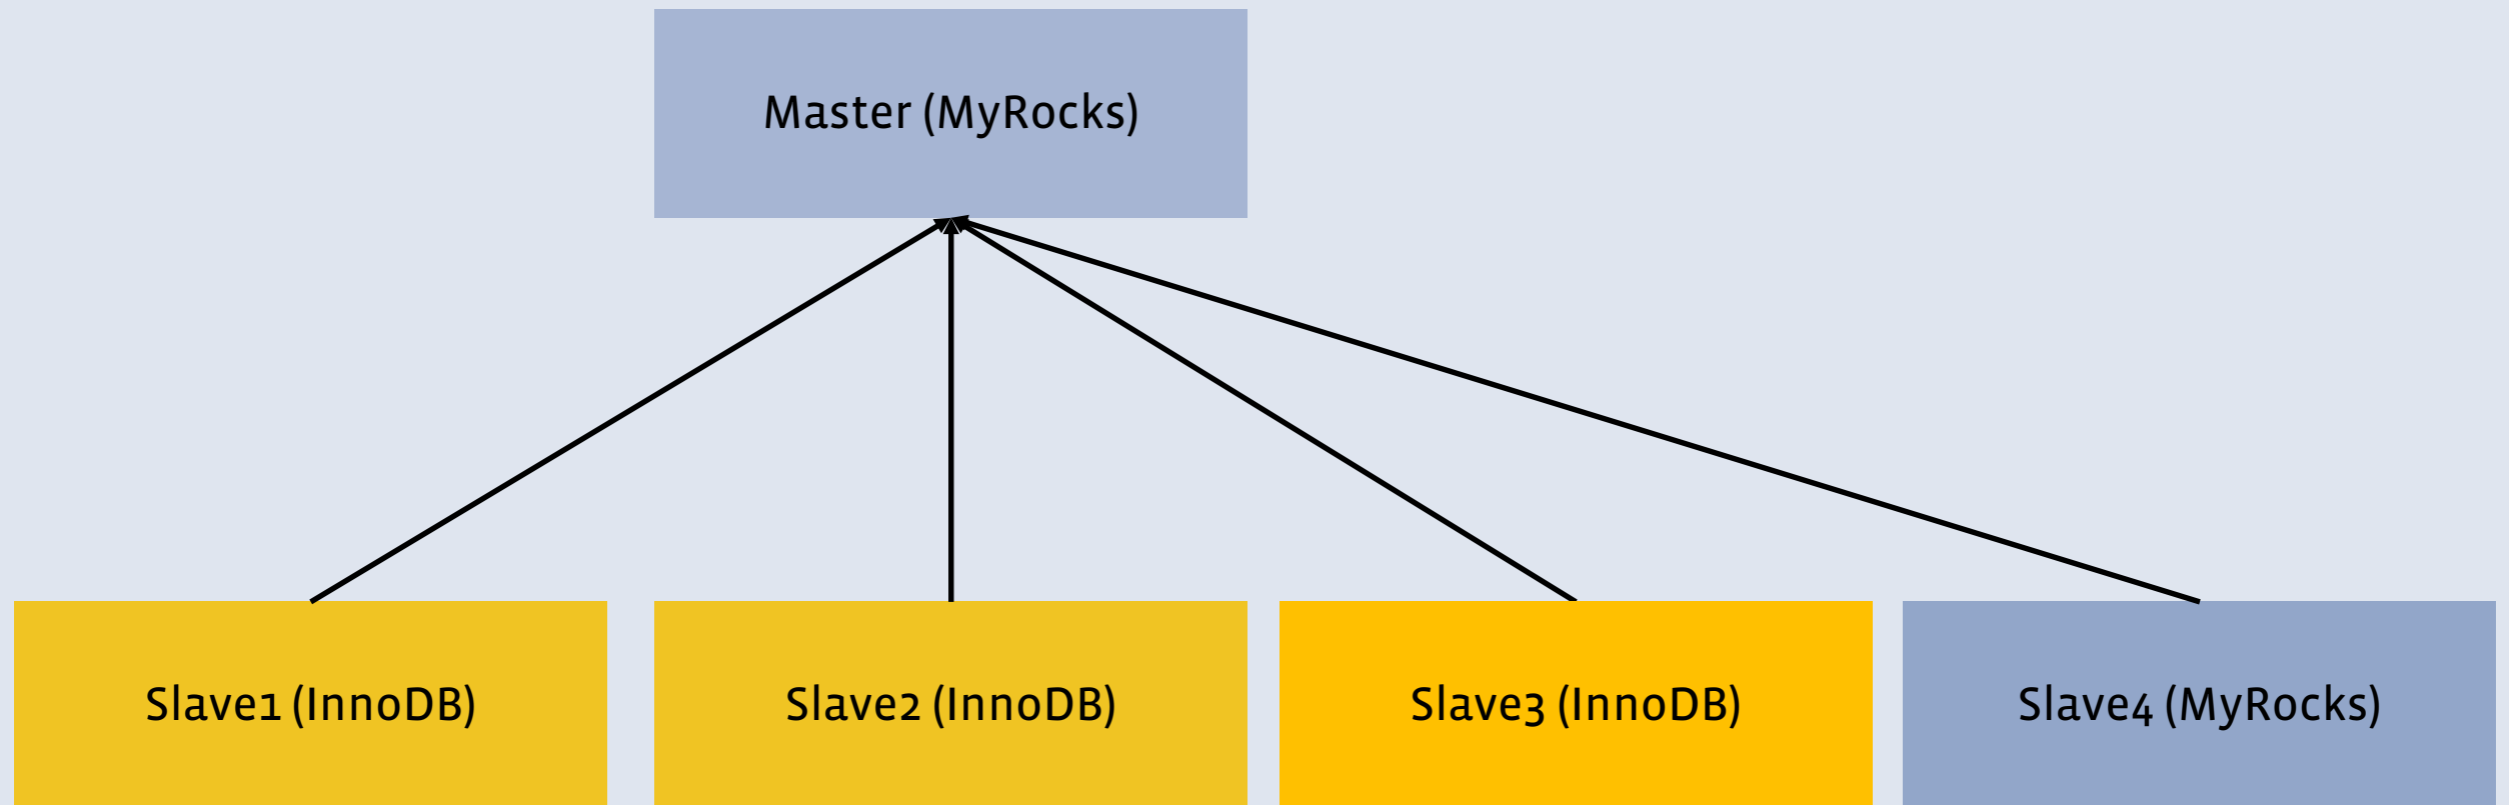 Master (MyRocks)
Slave1 (InnoDB)
Slave2 (InnoDB)
Slave3 (InnoDB)
Slave4 (MyRocks)